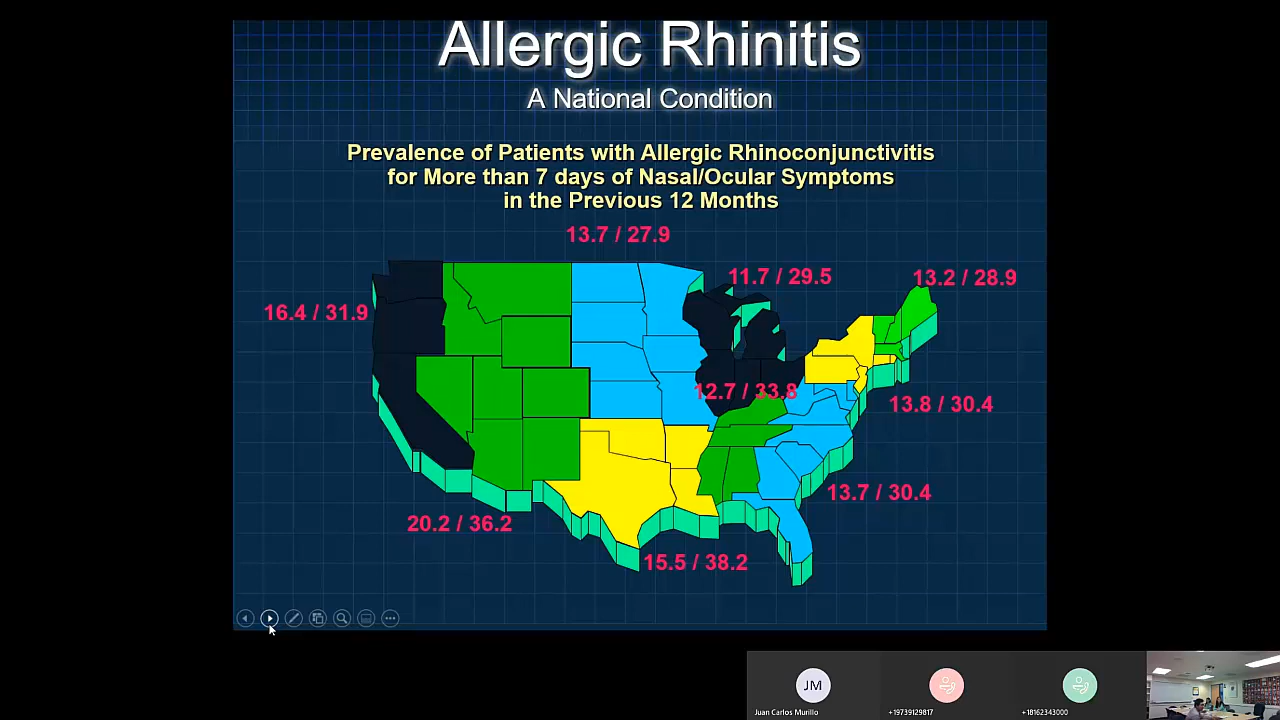 Allergic Rhinitis
A National Condition
Prevalence of Patients with Allergic Rhinoconjunctivitis
for More than 7 days of Nasal/Ocular Symptoms
in the Previous 12 Months
13.7 / 27.9
11.7 / 29.5
13.2 / 28.9
16.4 / 31.9
12.7 / 33.8
13.8 / 30.4
13.7 / 30.4
20.2 / 36.2
15.5 / 38.2
JM
Juan Carlos Murillo
+19739129817
+18162343000